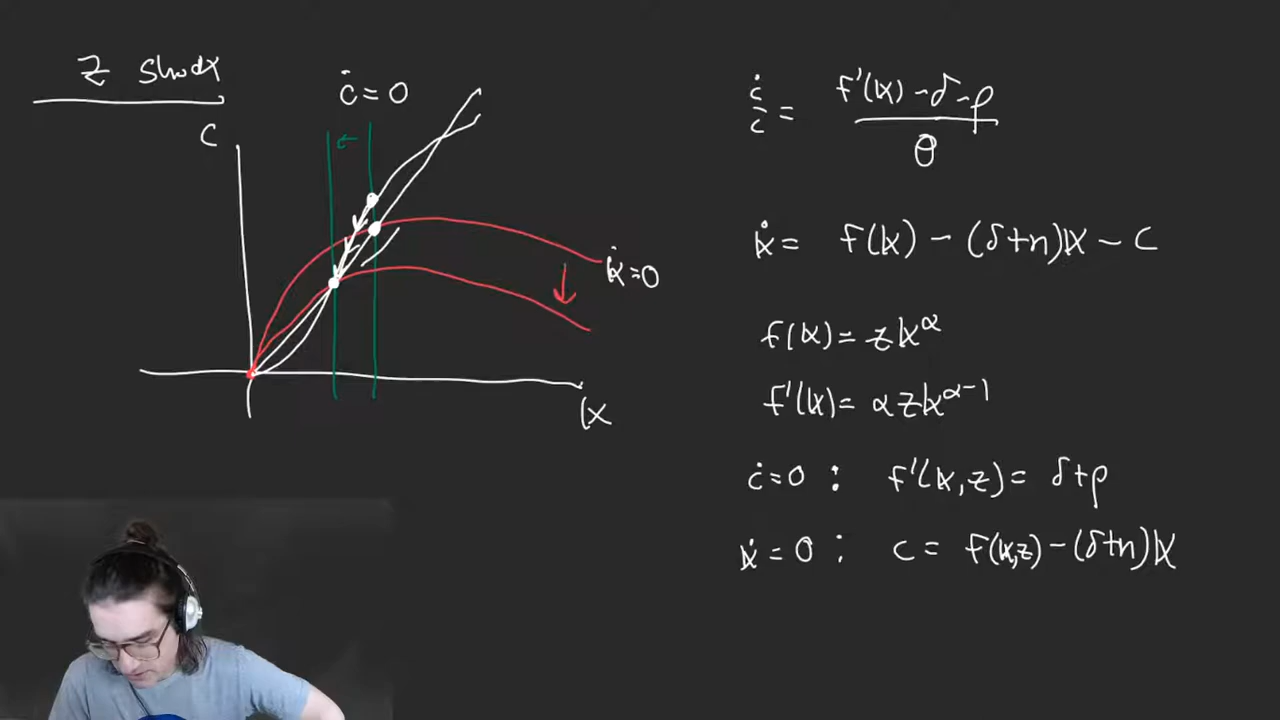 Z shock
ċ = 0
c
←
k̇ = 0
↓
k
ċ/c = (f'(k) - δ - ρ)/θ
k̇ = f(k) - (δ+n)k - c
f(k) = zk^α
f'(k) = αzk^(α-1)
ċ=0 : f'(k,z) = δ+ρ
k̇ = 0 : c = f(k,z) - (δ+n)k